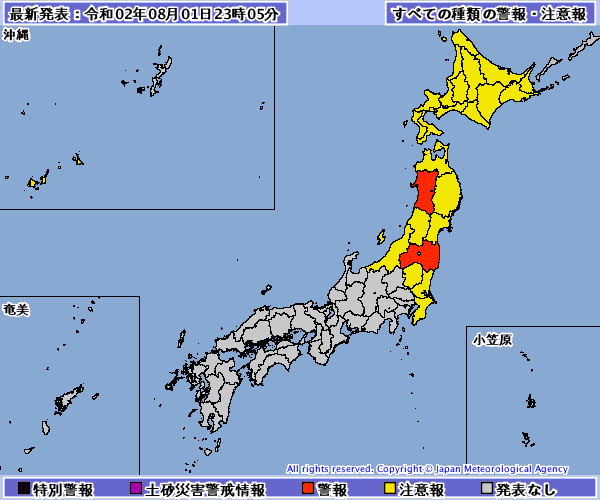 最新発表：令和02年08月01日23時05分
すべての種類の警報・注意報
沖縄
奄美
小笠原
All rights reserved. Copyright © Japan Meteorological Agency
特別警報 土砂災害警戒情報 警報 注意報 発表なし